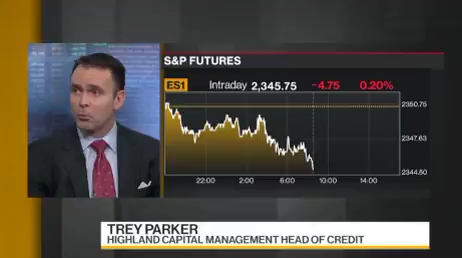 S&P FUTURES
ES1 Intraday 2,345.75 -4.75 0.20%
2350.75
2347.63
2344.50
22:00 2:00 6:00 10:00 14:00
TREY PARKER
HIGHLAND CAPITAL MANAGEMENT HEAD OF CREDIT